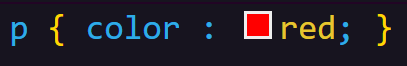 p { color : red; }